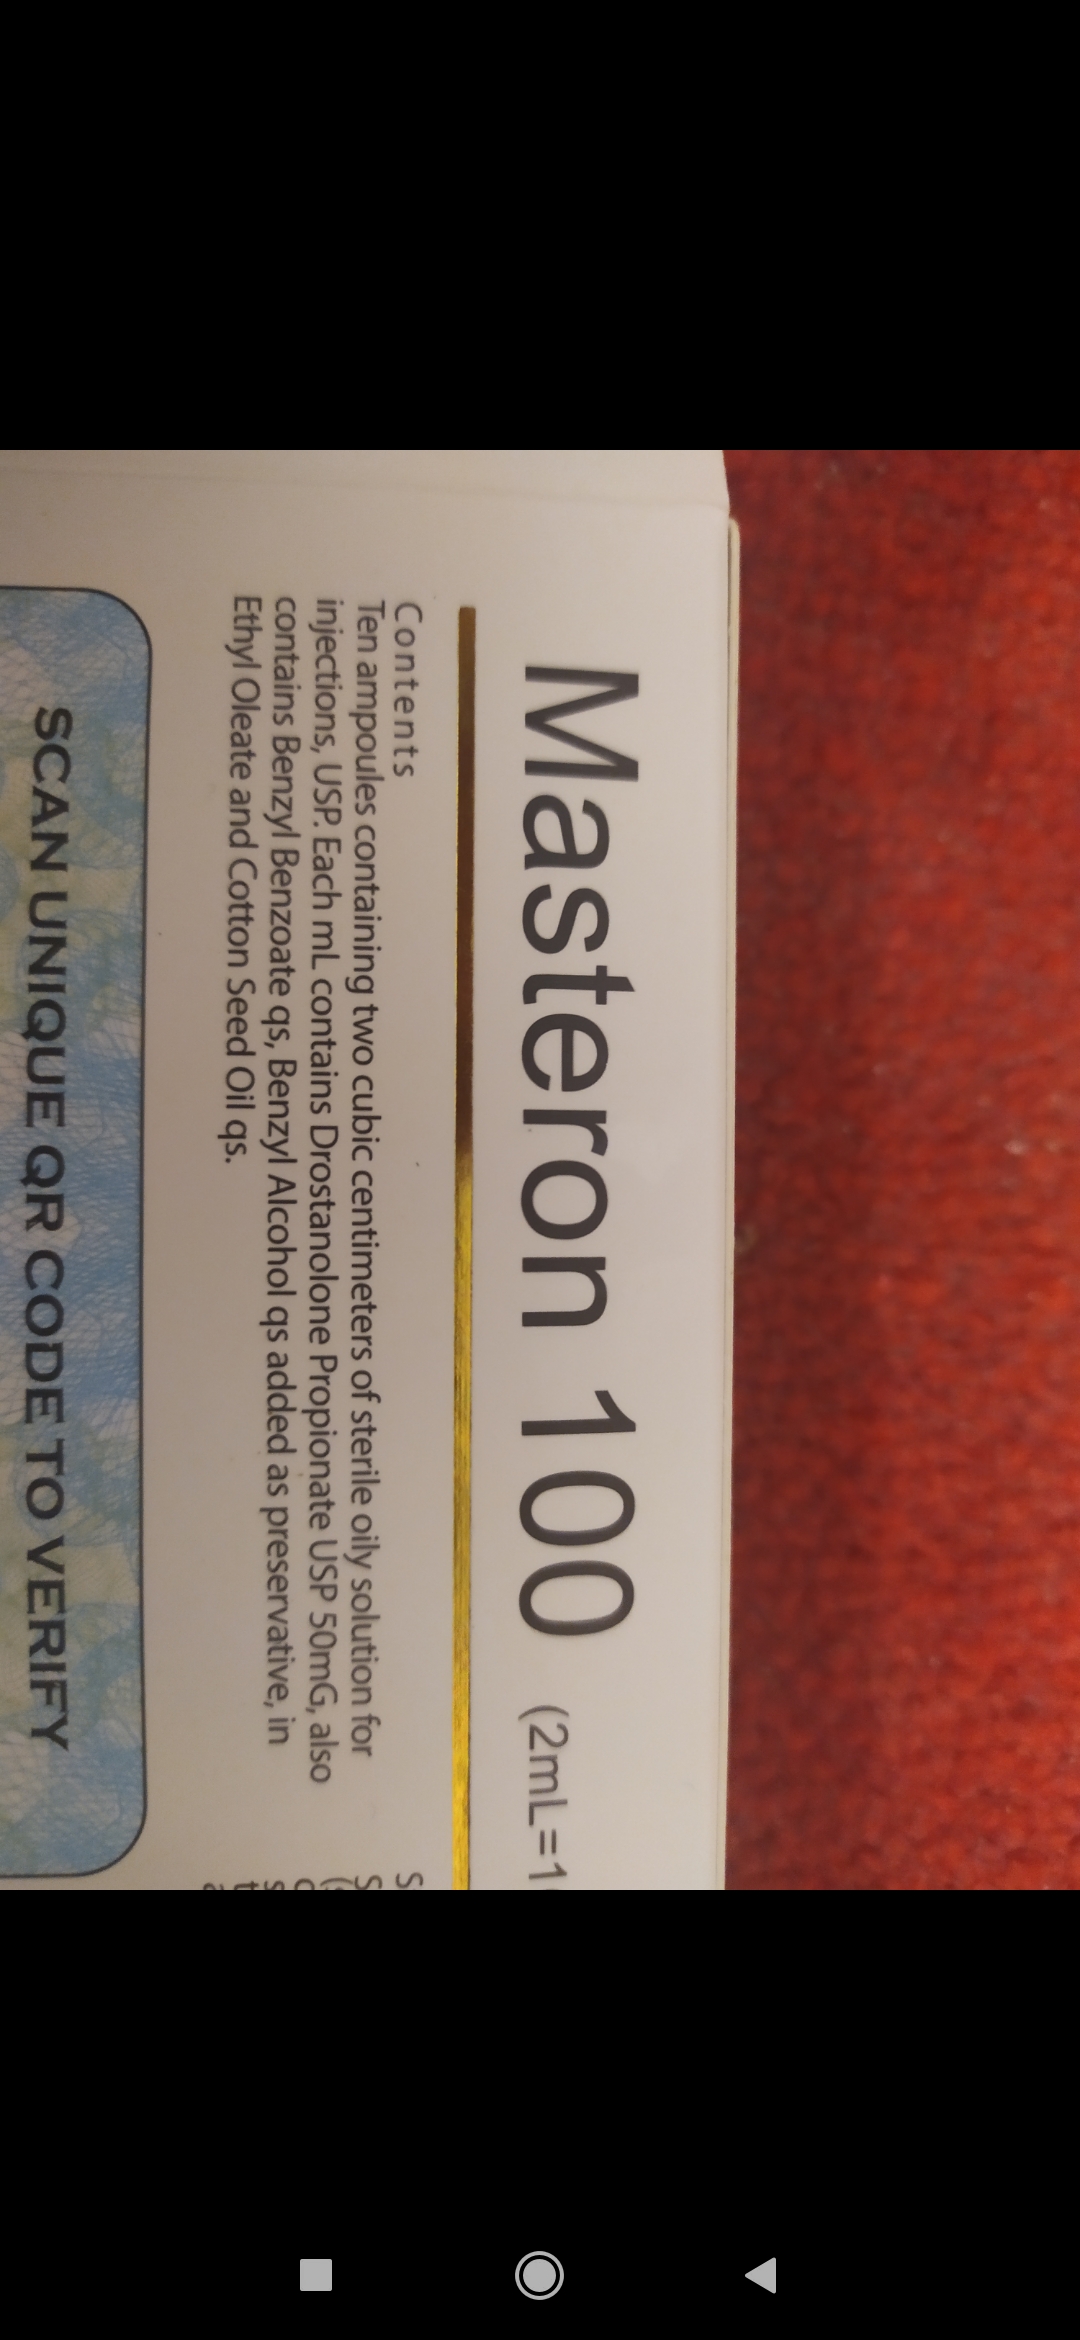 Masteron 100 (2mL=1
Contents
Ten ampoules containing two cubic centimeters of sterile oily solution for
injections, USP. Each mL contains Drostanolone Propionate USP 50mG, also
contains Benzyl Benzoate qs, Benzyl Alcohol qs added as preservative, in
Ethyl Oleate and Cotton Seed Oil qs.
SCAN UNIQUE QR CODE TO VERIFY